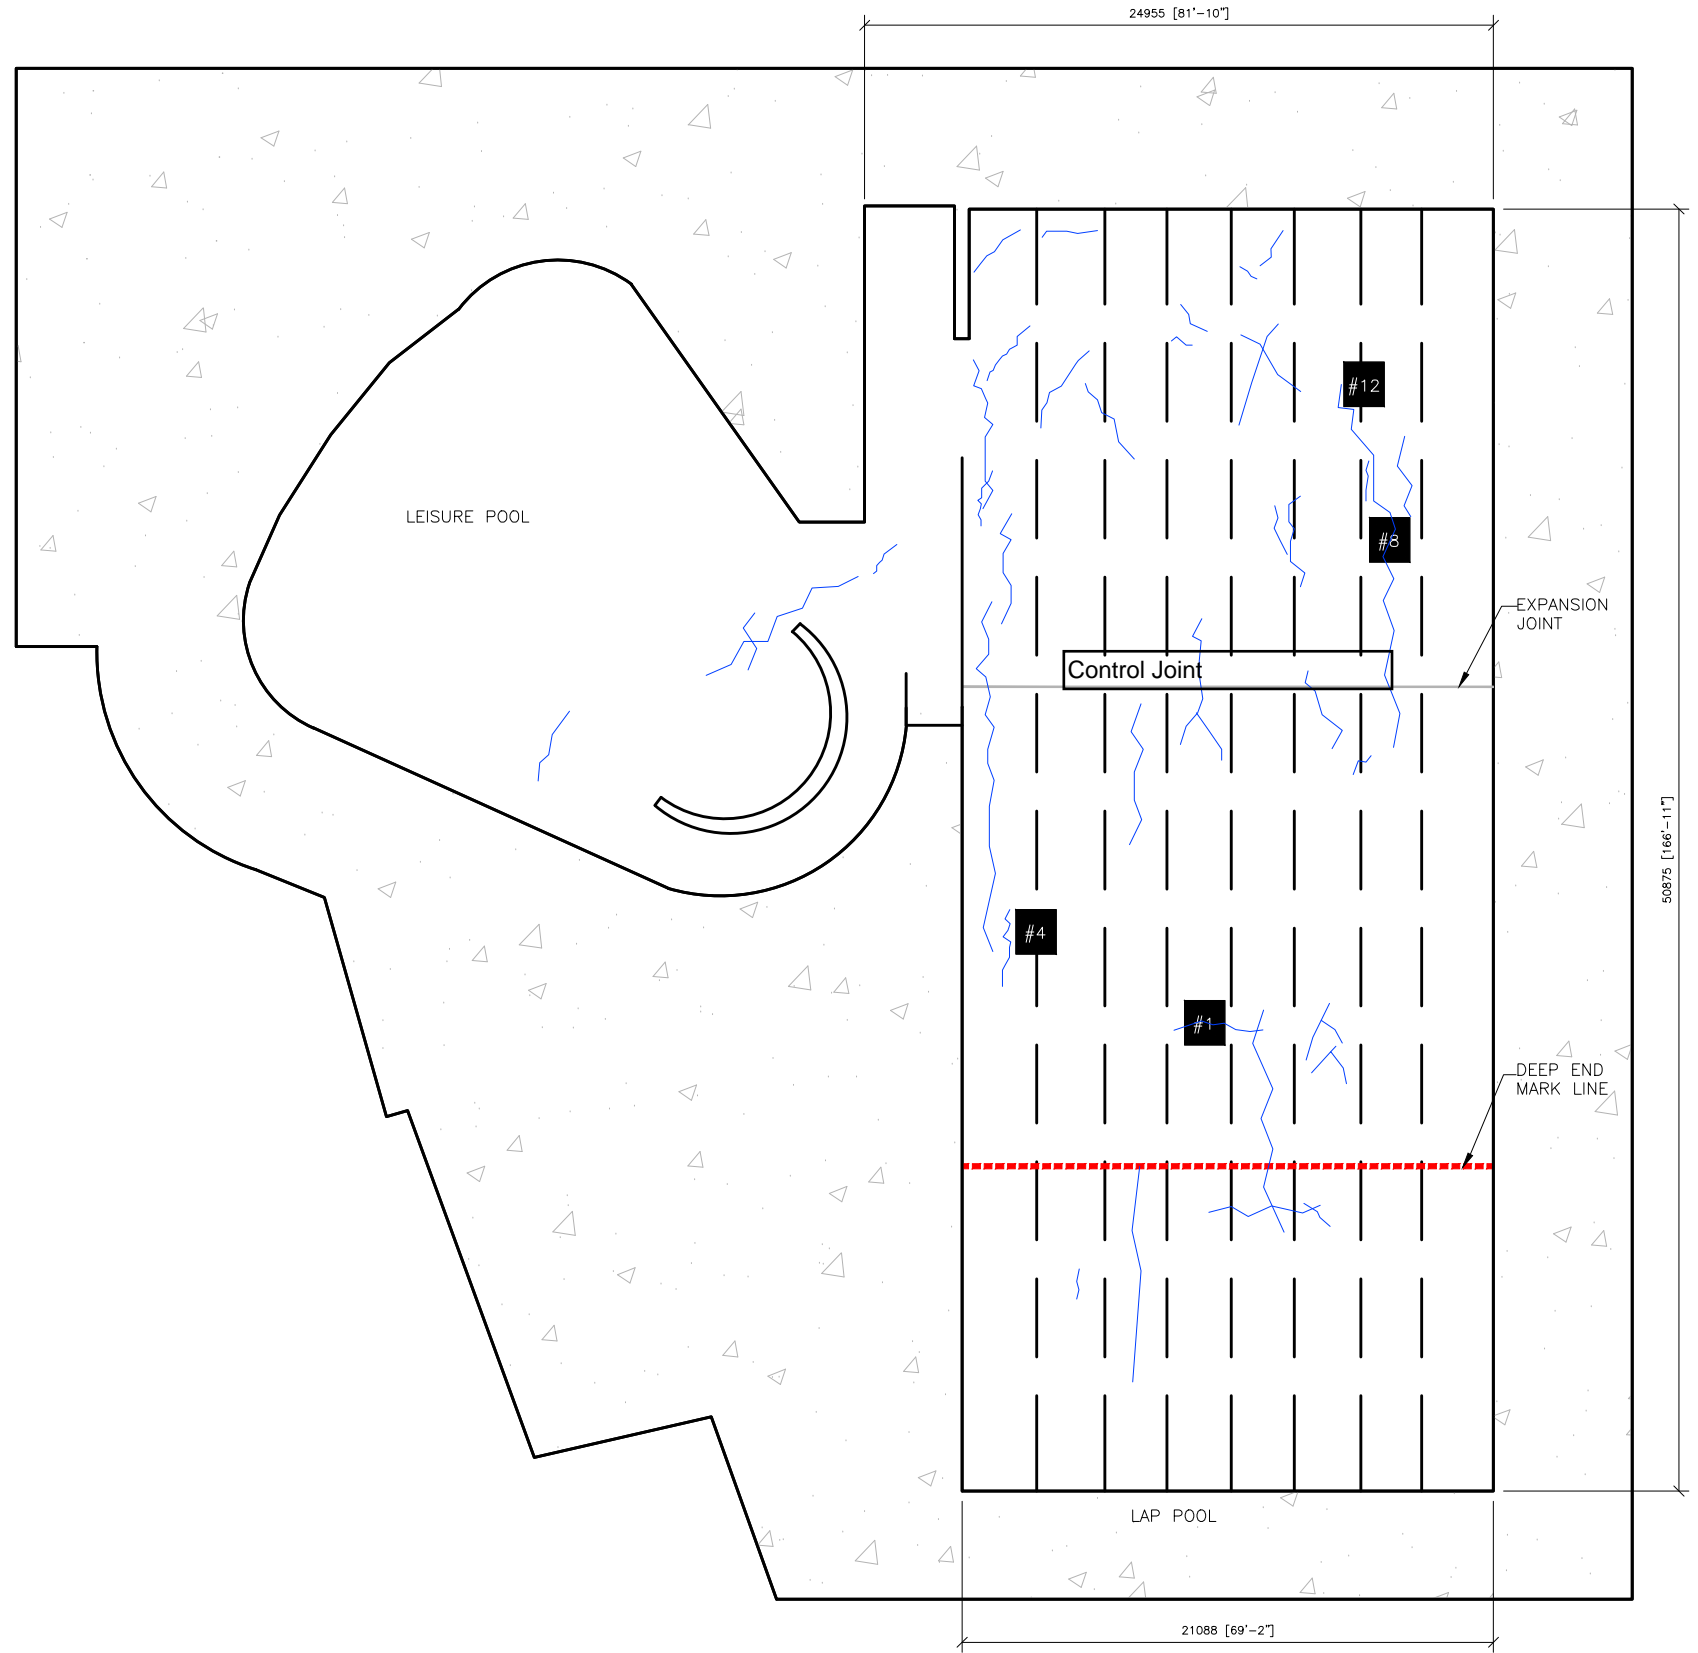 24955 [81'-10"]
#12
LEISURE POOL
#8
EXPANSION
JOINT
Control Joint
50875 [166'-11"]
#4
#1
DEEP END
MARK LINE
LAP POOL
21088 [69'-2"]